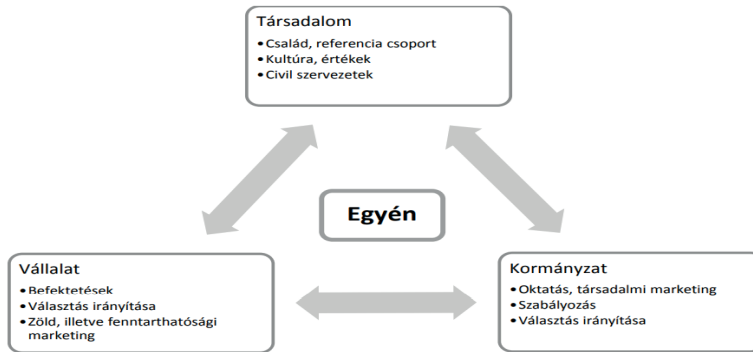 Társadalom
•Család, referencia csoport
•Kultúra, értékek
•Civil szervezetek
Egyén
Vállalat
•Befektetések
•Választás irányítása
•Zöld, illetve fenntarthatósági
marketing
Kormányzat
•Oktatás, társadalmi marketing
•Szabályozás
•Választás irányítása